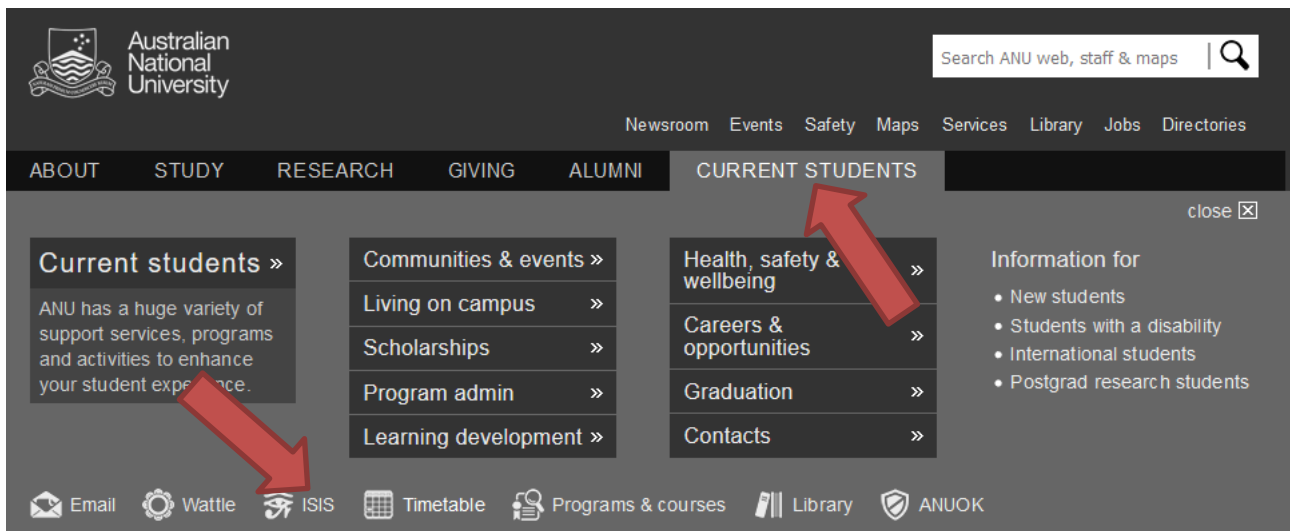 Australian
National
University
Search ANU web, staff & maps
Newsroom Events Safety Maps Services Library Jobs Directories
ABOUT STUDY RESEARCH GIVING ALUMNI CURRENT STUDENTS
close
Current students »
ANU has a huge variety of
support services, programs
and activities to enhance
your student
Communities & events »
Living on campus »
Scholarships »
Program admin »
Learning development »
Health, safety &
wellbeing »
Careers &
opportunities »
Graduation »
Contacts »
Information for
• New students
• Students with a disability
• International students
• Postgrad research students
Email Wattle ISIS Timetable Programs & courses Library ANUOK